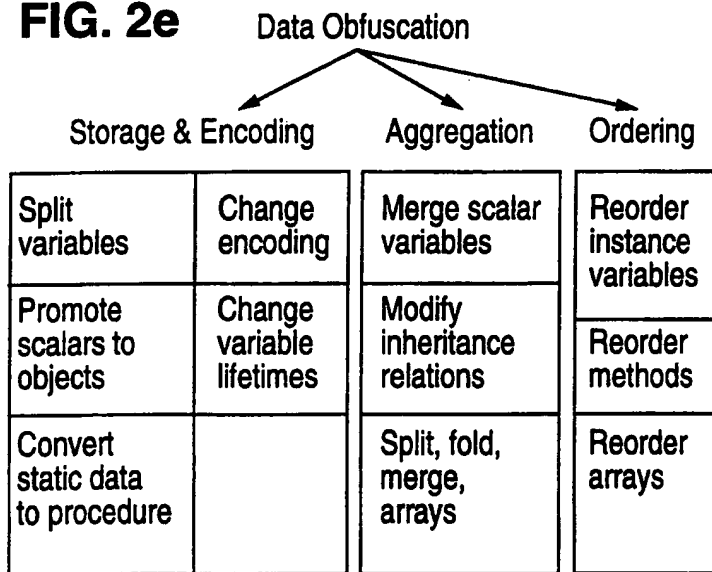 FIG. 2e
Data Obfuscation
Storage & Encoding
Aggregation
Ordering
Split
variables
Change
encoding
Merge scalar
variables
Reorder
instance
variables
Promote
scalars to
objects
Change
variable
lifetimes
Modify
inheritance
relations
Reorder
methods
Convert
static data
to procedure
Split, fold,
merge,
arrays
Reorder
arrays